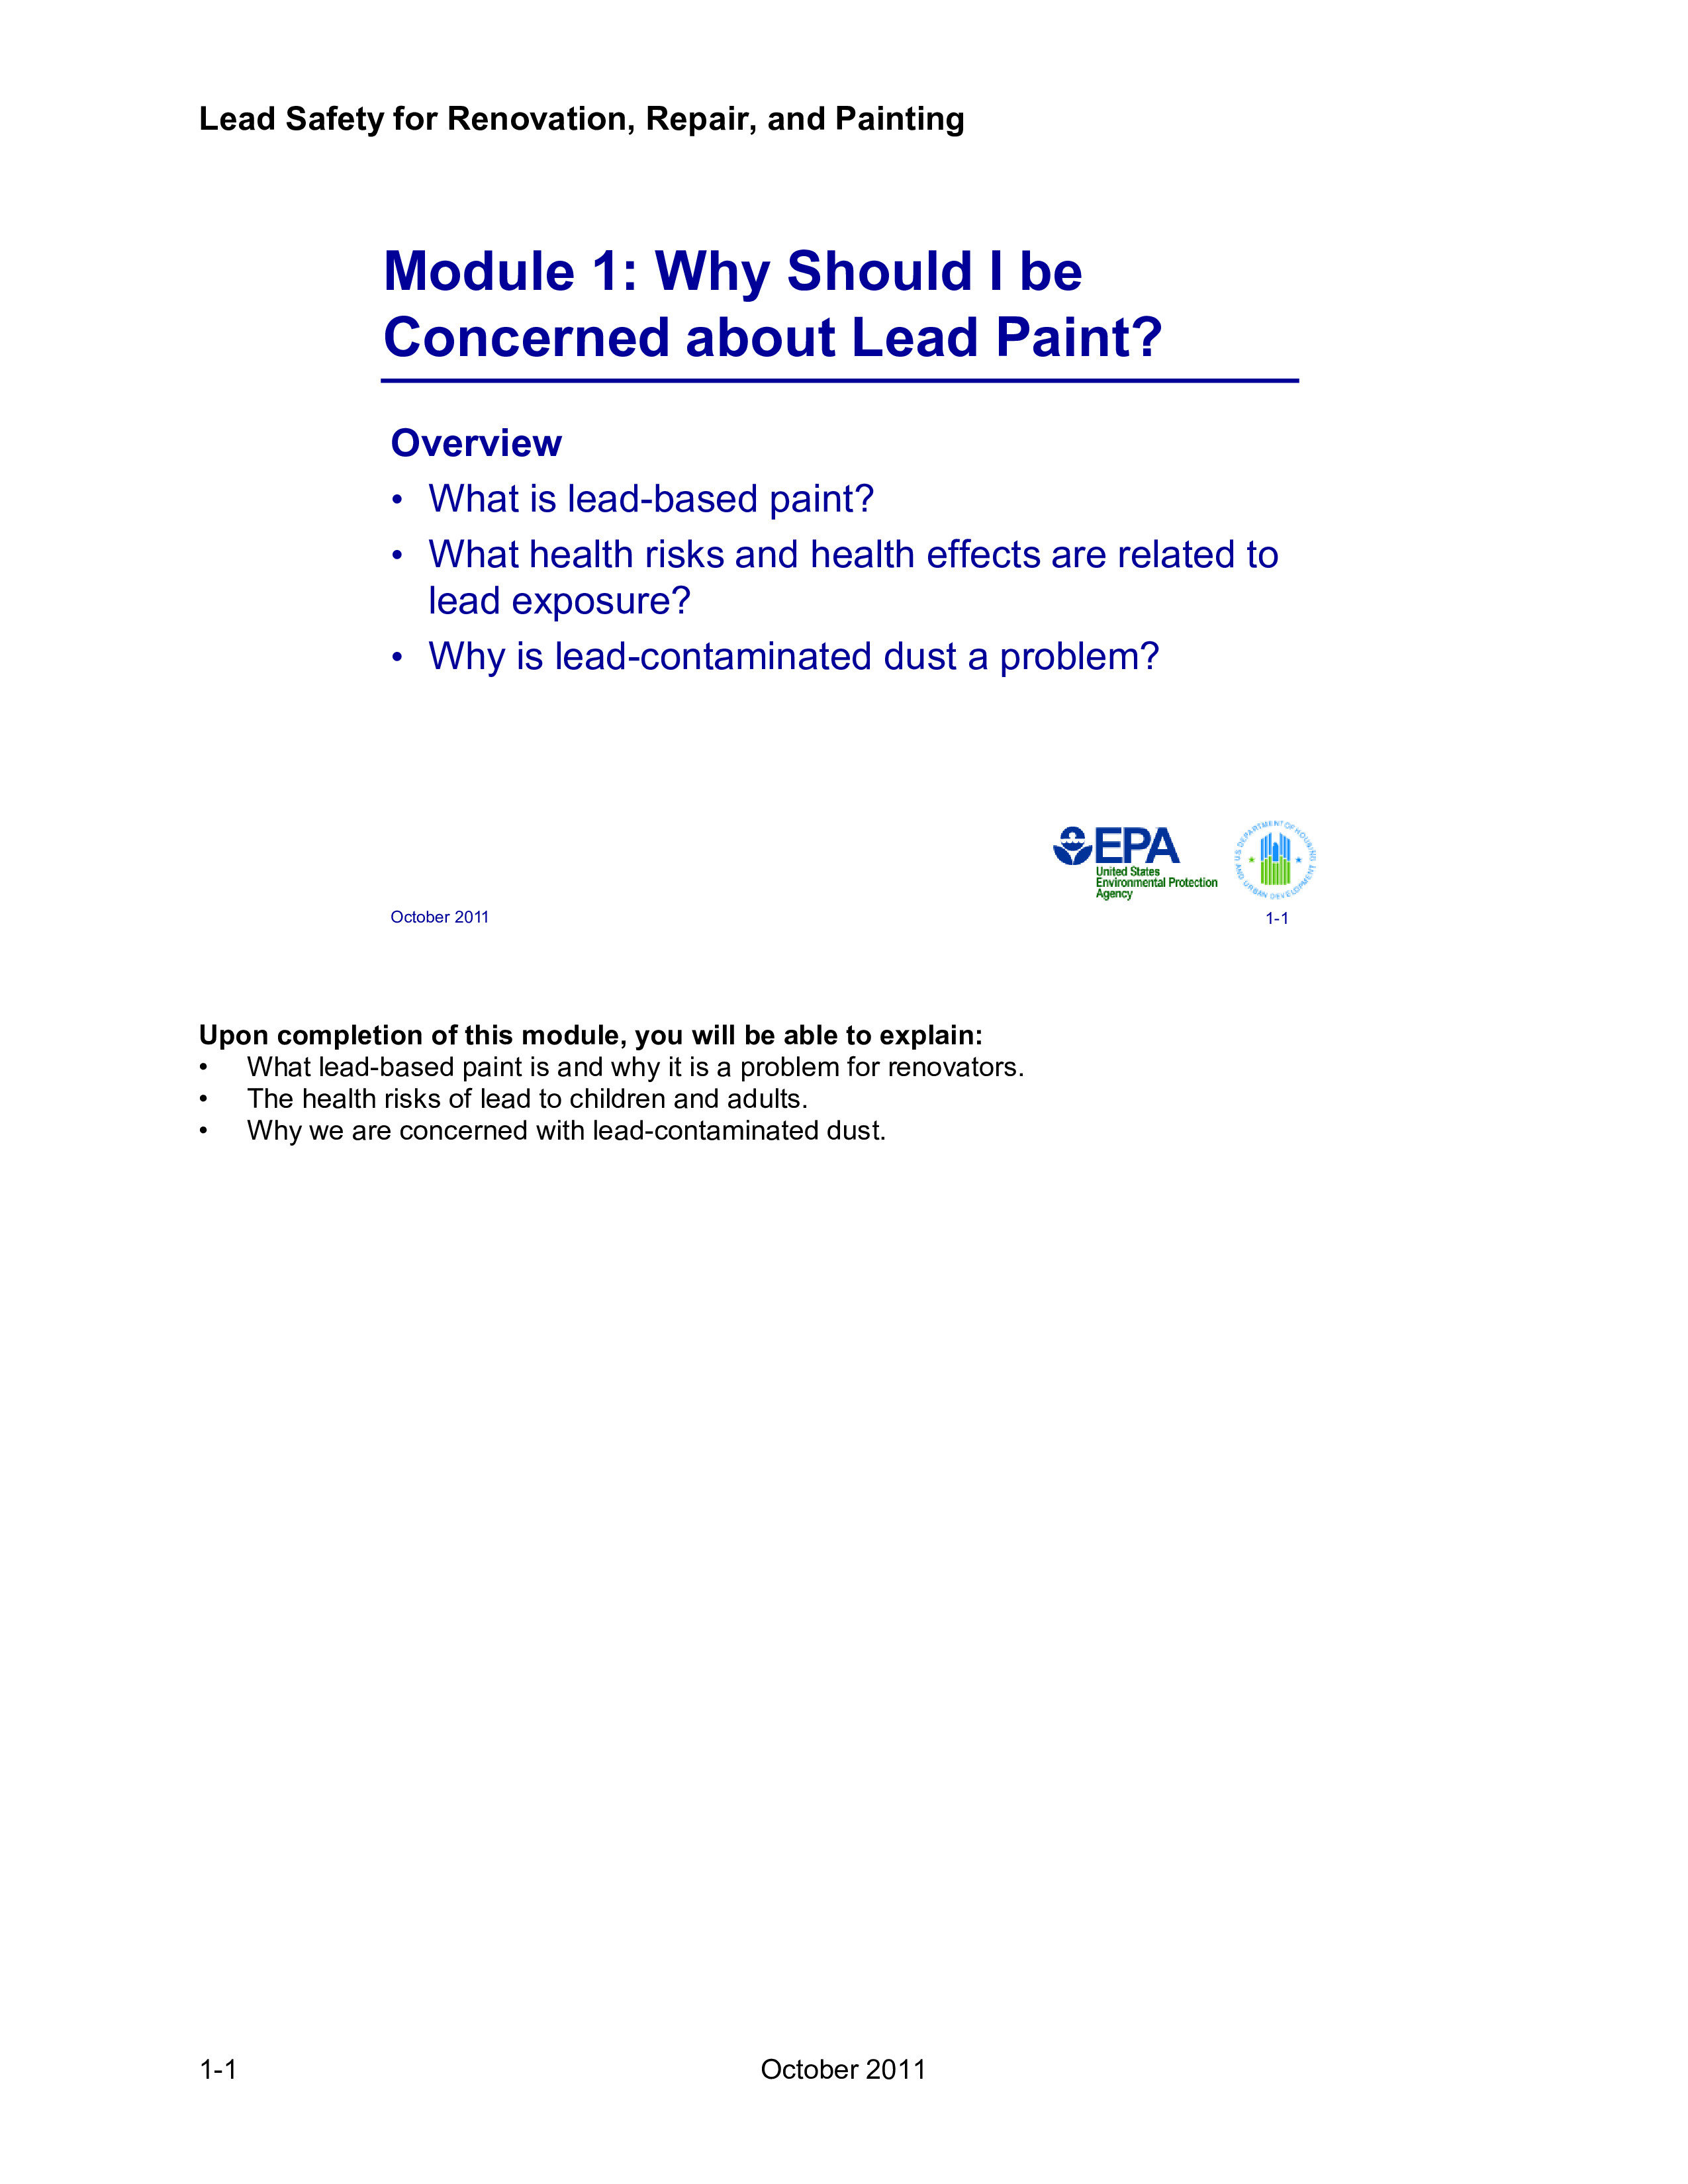 Lead Safety for Renovation, Repair, and Painting
Module 1: Why Should I be
Concerned about Lead Paint?
Overview
• What is lead-based paint?
• What health risks and health effects are related to
lead exposure?
• Why is lead-contaminated dust a problem?
EPA
United States
Environmental Protection
Agency
U.S. DEPARTMENT OF HOUSING AND URBAN DEVELOPMENT
October 2011
1-1
Upon completion of this module, you will be able to explain:
• What lead-based paint is and why it is a problem for renovators.
• The health risks of lead to children and adults.
• Why we are concerned with lead-contaminated dust.
1-1
October 2011